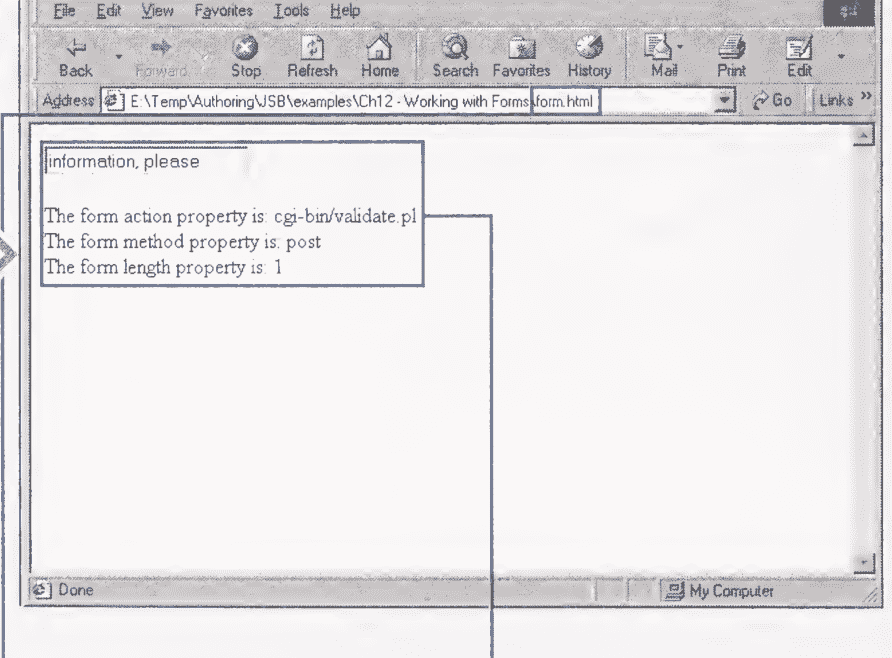 File Edit View Favorites Tools Help
Back Forward Stop Refresh Home Search Favorites History Mail Print Edit
Address E:\Temp\Authoring\JSB\examples\Ch12 - Working with Forms\form.html Go Links »
information, please
The form action property is: cgi-bin/validate.pl
The form method property is: post
The form length property is: 1
Done My Computer